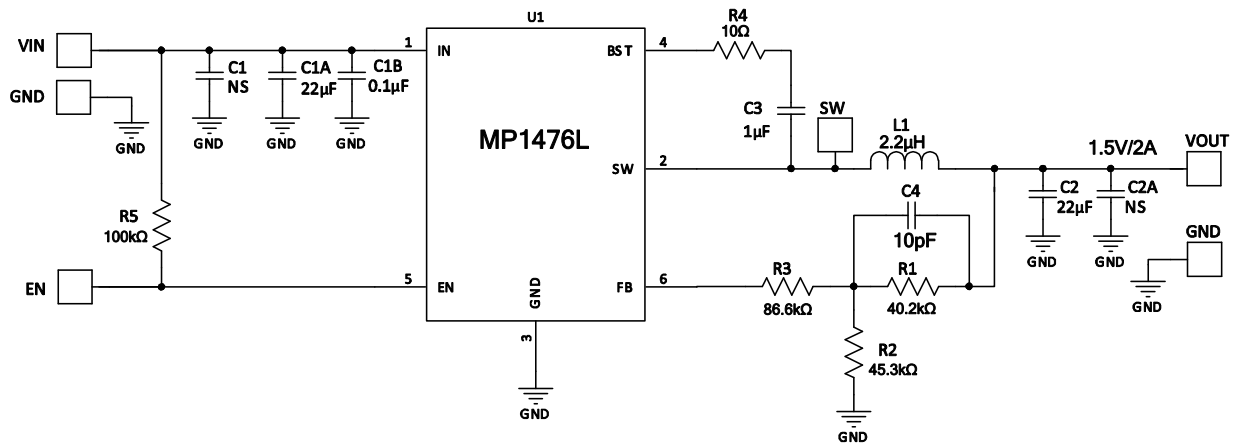 U1
VIN
GND
GND
C1
NS
GND
C1A
22µF
GND
C1B
0.1µF
GND
R5
100kΩ
EN
1
IN
5
EN
MP1476L
BST
4
SW
2
FB
6
GND
3
GND
R4
10Ω
C3
1µF
SW
L1
2.2µH
1.5V/2A
VOUT
C4
10pF
C2
22µF
GND
C2A
NS
GND
GND
GND
R3
86.6kΩ
R1
40.2kΩ
R2
45.3kΩ
GND